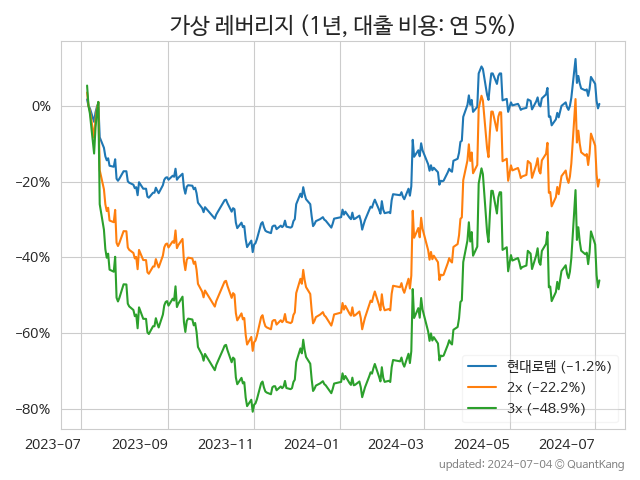 가상 레버리지 (1년, 대출 비용: 연 5%)
0%
−20%
−40%
−60%
−80%
현대로템 (−1.2%)
2x (−22.2%)
3x (−48.9%)
2023−07 2023−09 2023−11 2024−01 2024−03 2024−05 2024−07
updated: 2024-07-04 © QuantKang